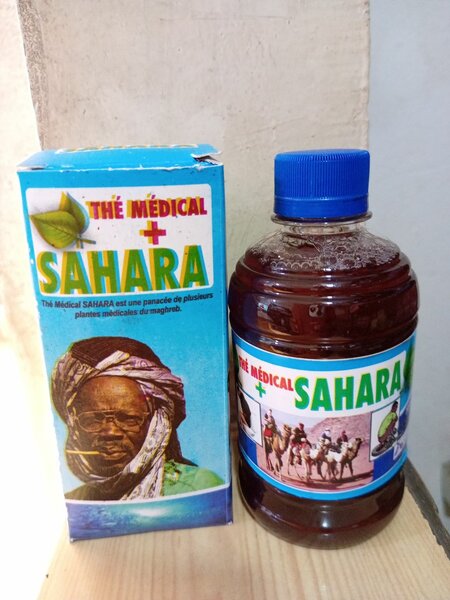 THÉ MÉDICAL
+
SAHARA
Thé Médical SAHARA est une panacée de plusieurs
plantes médicales du maghreb.
THÉ MÉDICAL
+
SAHARA